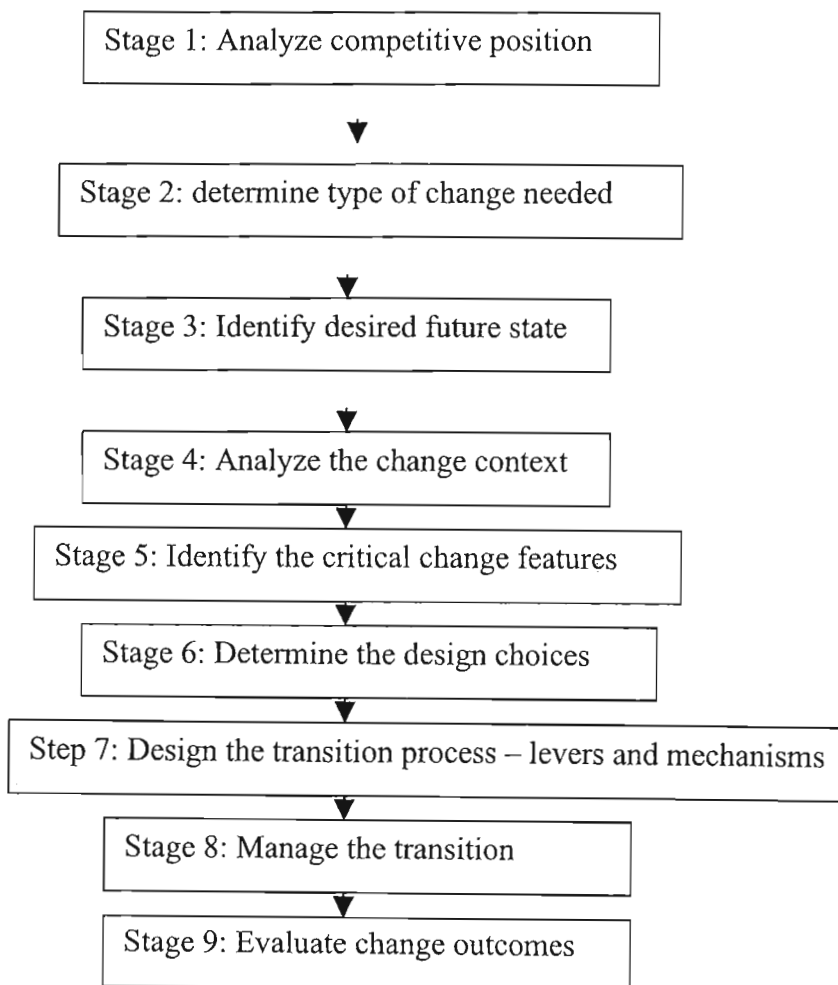 Stage 1: Analyze competitive position
Stage 2: determine type of change needed
Stage 3: Identify desired future state
Stage 4: Analyze the change context
Stage 5: Identify the critical change features
Stage 6: Determine the design choices
Step 7: Design the transition process – levers and mechanisms
Stage 8: Manage the transition
Stage 9: Evaluate change outcomes